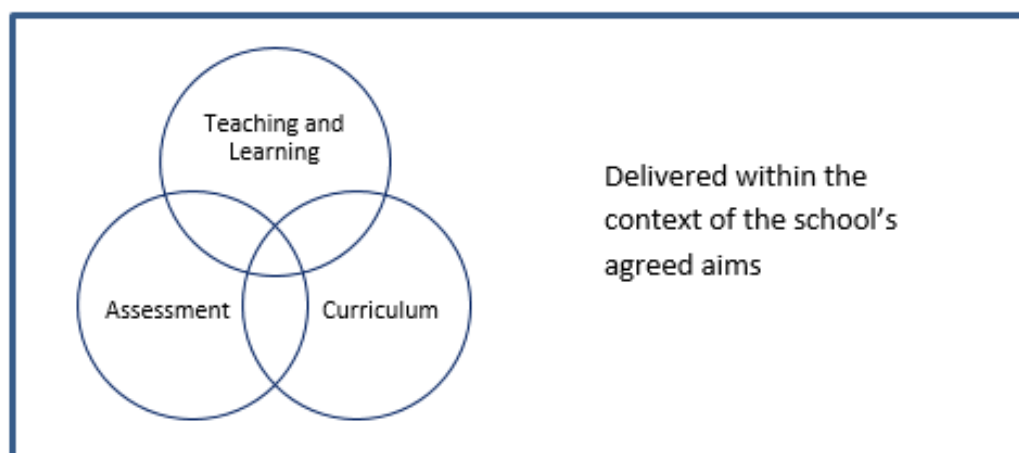 Teaching and
Learning
Delivered within the
context of the school’s
agreed aims
Assessment
Curriculum